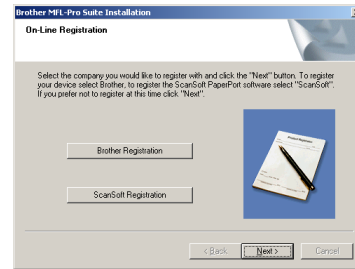 Brother MFL-Pro Suite Installation
On-Line Registration
Select the company you would like to register with and click the "Next" button. To register
your device select Brother, to register the ScanSoft PaperPort software select "ScanSoft".
If you prefer not to register at this time click "Next".
Brother Registration
ScanSoft Registration
< Back
Next >
Cancel